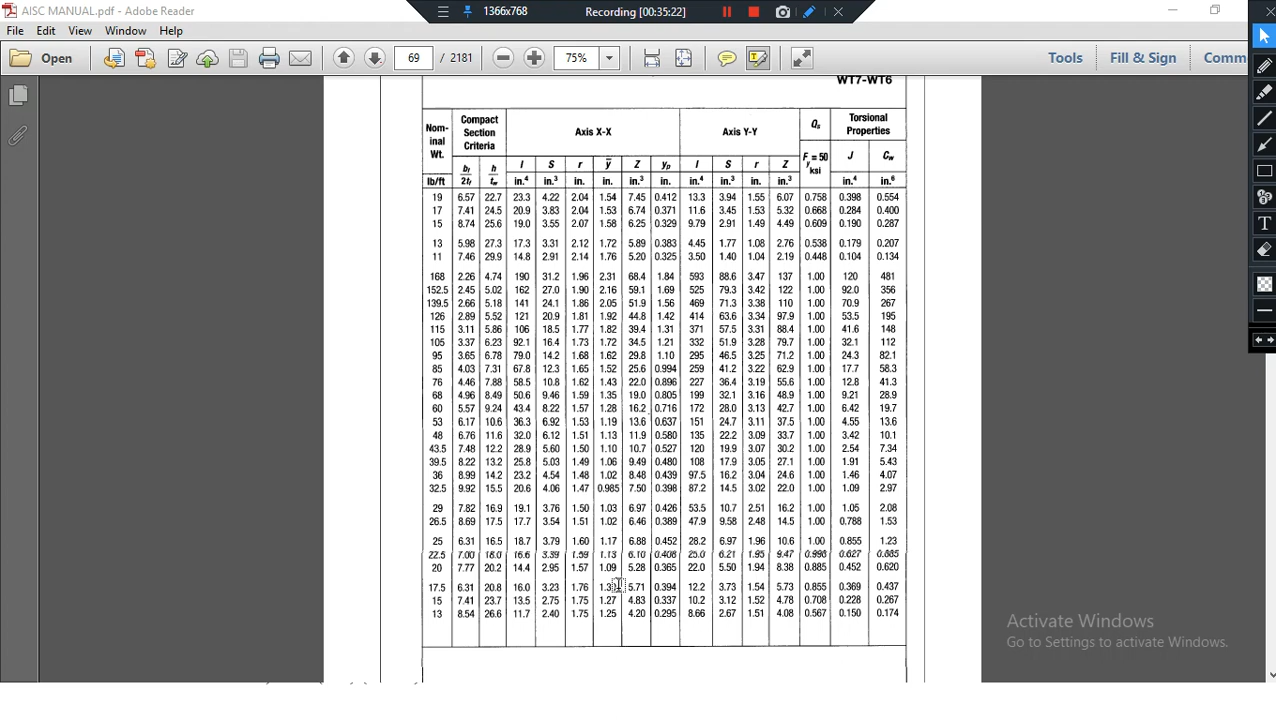 AISC MANUAL.pdf - Adobe Reader
1366x768 Recording [00:35:22]
File Edit View Window Help
Open 69 / 2181 75% Tools Fill & Sign Comm
WT7-WT6
Nom-inal Wt. Compact Section Criteria Axis X-X Axis Y-Y Qs Torsional Properties
bf/2tf h/tw I S r y̅ Z yp I S r Z Fy = 50 ksi J Cw
lb/ft in.4 in.3 in. in. in.3 in. in.4 in.3 in. in.3 in.4 in.6
19 6.57 22.7 23.3 4.22 2.04 1.54 7.45 0.412 13.3 3.94 1.55 6.07 0.758 0.398 0.554
17 7.41 24.5 20.9 3.83 2.04 1.53 6.74 0.371 11.6 3.45 1.53 5.32 0.668 0.284 0.400
15 8.74 25.6 19.0 3.55 2.07 1.58 6.25 0.329 9.79 2.91 1.49 4.49 0.609 0.190 0.287
13 5.98 27.3 17.3 3.31 2.12 1.72 5.89 0.383 4.45 1.77 1.08 2.76 0.538 0.179 0.207
11 7.46 29.9 14.8 2.91 2.14 1.76 5.20 0.325 3.50 1.40 1.04 2.19 0.448 0.104 0.134
168 2.26 4.74 190 31.2 1.96 2.31 68.4 1.84 593 88.6 3.47 137 1.00 120 481
152.5 2.45 5.02 162 27.0 1.90 2.16 59.1 1.69 525 79.3 3.42 122 1.00 92.0 356
139.5 2.66 5.18 141 24.1 1.86 2.05 51.9 1.56 469 71.3 3.38 110 1.00 70.9 267
126 2.89 5.52 121 20.9 1.81 1.92 44.8 1.42 414 63.6 3.34 97.9 1.00 53.5 195
115 3.11 5.86 106 18.5 1.77 1.82 39.4 1.31 371 57.5 3.31 88.4 1.00 41.6 148
105 3.37 6.23 92.1 16.4 1.73 1.72 34.5 1.21 332 51.9 3.28 79.7 1.00 32.1 112
95 3.65 6.78 79.0 14.2 1.68 1.62 29.8 1.10 295 46.5 3.25 71.2 1.00 24.3 82.1
85 4.03 7.31 67.8 12.3 1.65 1.52 25.6 0.994 259 41.2 3.22 62.9 1.00 17.7 58.3
76 4.46 7.88 58.5 10.8 1.62 1.43 22.0 0.896 227 36.4 3.19 55.6 1.00 12.8 41.3
68 4.96 8.49 50.6 9.46 1.59 1.35 19.0 0.805 199 32.1 3.16 48.9 1.00 9.21 28.9
60 5.57 9.24 43.4 8.22 1.57 1.28 16.2 0.716 172 28.0 3.13 42.7 1.00 6.42 19.7
53 6.17 10.6 36.3 6.92 1.53 1.19 13.6 0.637 151 24.7 3.11 37.5 1.00 4.55 13.6
48 6.76 11.6 32.0 6.12 1.51 1.13 11.9 0.580 135 22.2 3.09 33.7 1.00 3.42 10.1
43.5 7.48 12.2 28.9 5.60 1.50 1.10 10.7 0.527 120 19.9 3.07 30.2 1.00 2.54 7.34
39.5 8.22 13.2 25.8 5.03 1.49 1.06 9.49 0.480 108 17.9 3.05 27.1 1.00 1.91 5.43
36 8.99 14.2 23.2 4.54 1.48 1.02 8.48 0.439 97.5 16.2 3.04 24.6 1.00 1.46 4.07
32.5 9.92 15.5 20.6 4.06 1.47 0.985 7.50 0.398 87.2 14.5 3.02 22.0 1.00 1.09 2.97
29 7.82 16.9 19.1 3.76 1.50 1.03 6.97 0.426 53.5 10.7 2.51 16.2 1.00 1.05 2.08
26.5 8.69 17.5 17.7 3.54 1.51 1.02 6.46 0.389 47.9 9.58 2.48 14.5 1.00 0.788 1.53
25 6.31 16.5 18.7 3.79 1.60 1.17 6.88 0.452 28.2 6.97 1.96 10.6 1.00 0.855 1.23
22.5 7.00 18.0 16.6 3.39 1.59 1.13 6.10 0.408 25.0 6.21 1.95 9.47 0.998 0.627 0.885
20 7.77 20.2 14.4 2.95 1.57 1.09 5.28 0.365 22.0 5.50 1.94 8.38 0.885 0.452 0.620
17.5 6.31 20.8 16.0 3.23 1.76 5.71 0.394 12.2 3.73 1.54 5.73 0.855 0.369 0.437
15 7.41 23.7 13.5 2.75 1.75 1.27 4.83 0.337 10.2 3.12 1.52 4.78 0.708 0.228 0.267
13 8.54 26.6 11.7 2.40 1.75 1.25 4.20 0.295 8.66 2.67 1.51 4.08 0.567 0.150 0.174
Activate Windows
Go to Settings to activate Windows.